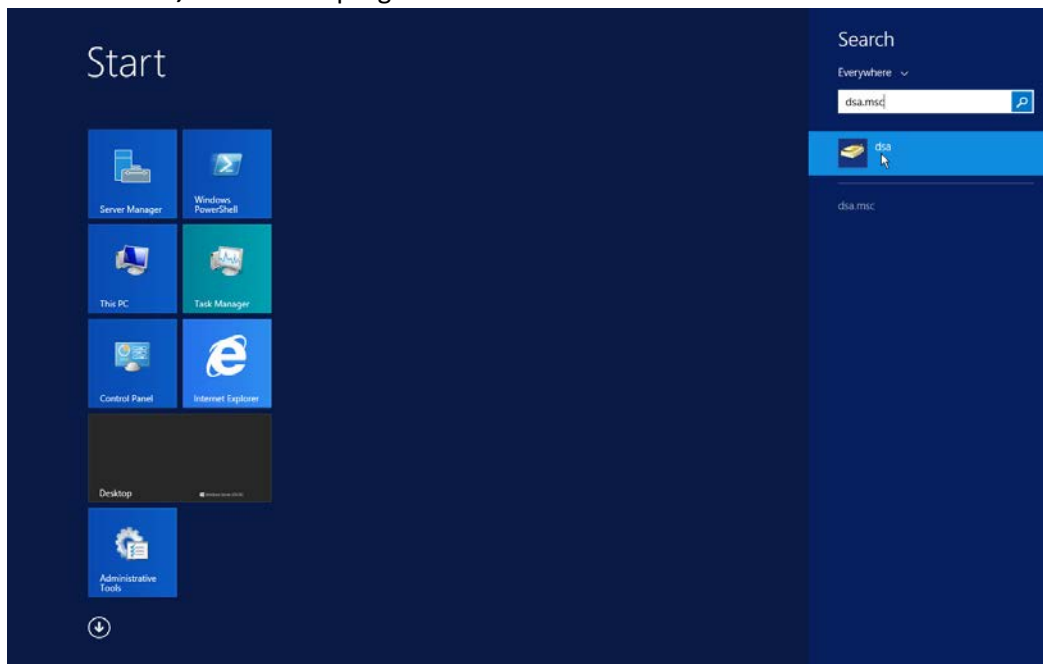 Start
Server Manager
Windows
PowerShell
This PC
Task Manager
Control Panel
Internet Explorer
Desktop
Administrative
Tools
Search
Everywhere
dsa.msc
dsa
dsa.msc